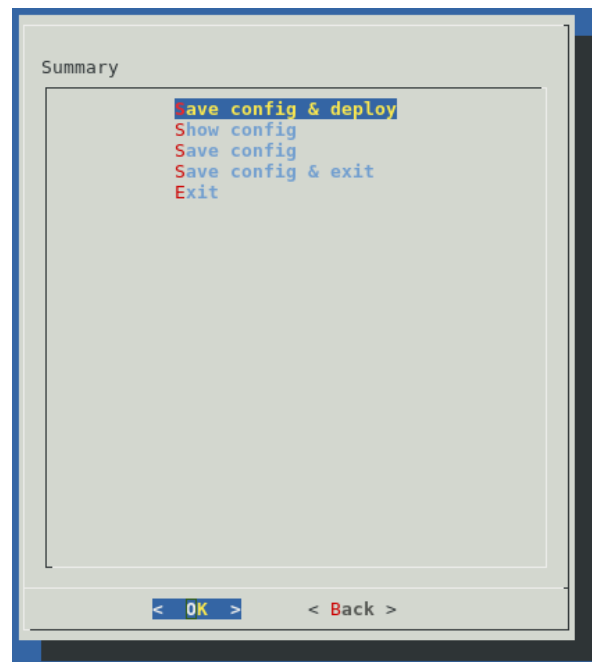 Summary
Save config & deploy
Show config
Save config
Save config & exit
Exit
< OK > < Back >